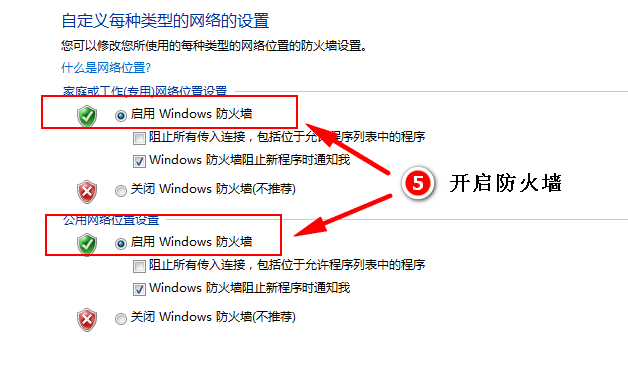 自定义每种类型的网络的设置
您可以修改您所使用的每种类型的网络位置的防火墙设置。
什么是网络位置?
家庭或工作(专用)网络位置设置
启用 Windows 防火墙
阻止所有传入连接，包括位于允许程序列表中的程序
Windows 防火墙阻止新程序时通知我
关闭 Windows 防火墙(不推荐)
5 开启防火墙
公用网络位置设置
启用 Windows 防火墙
阻止所有传入连接，包括位于允许程序列表中的程序
Windows 防火墙阻止新程序时通知我
关闭 Windows 防火墙(不推荐)